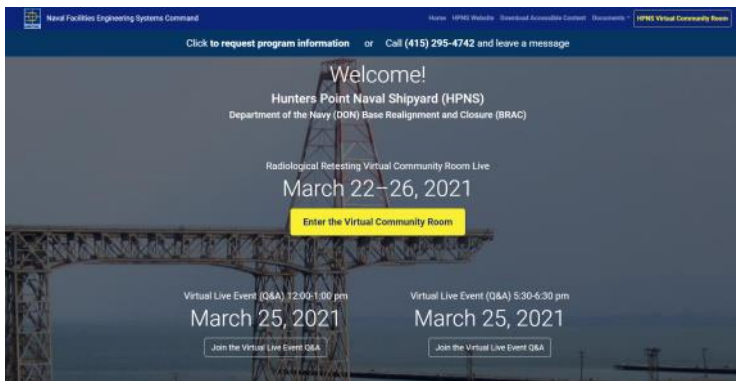 Naval Facilities Engineering Systems Command
Home HPNS Website Download Accessible Content Documents HPNS Virtual Community Room
Click to request program information or Call (415) 295-4742 and leave a message
Welcome!
Hunters Point Naval Shipyard (HPNS)
Department of the Navy (DON) Base Realignment and Closure (BRAC)
Radiological Retesting Virtual Community Room Live
March 22–26, 2021
Enter the Virtual Community Room
Virtual Live Event (Q&A) 12:00-1:00 pm
March 25, 2021
Join the Virtual Live Event Q&A
Virtual Live Event (Q&A) 5:30-6:30 pm
March 25, 2021
Join the Virtual Live Event Q&A